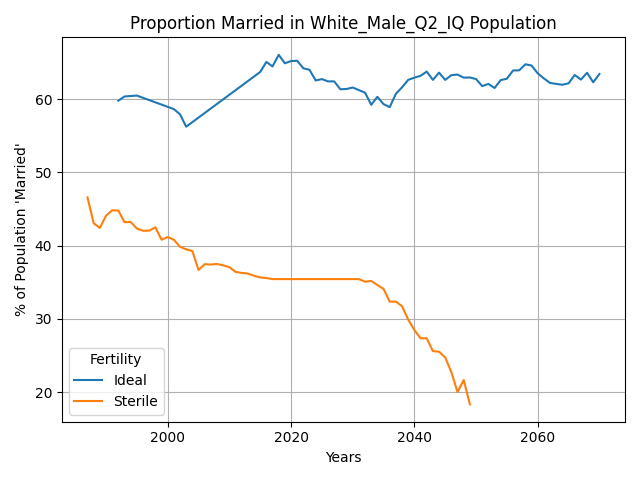 Proportion Married in White_Male_Q2_IQ Population
% of Population 'Married'
60
50
40
30
20
Fertility
Ideal
Sterile
2000 2020 2040 2060
Years